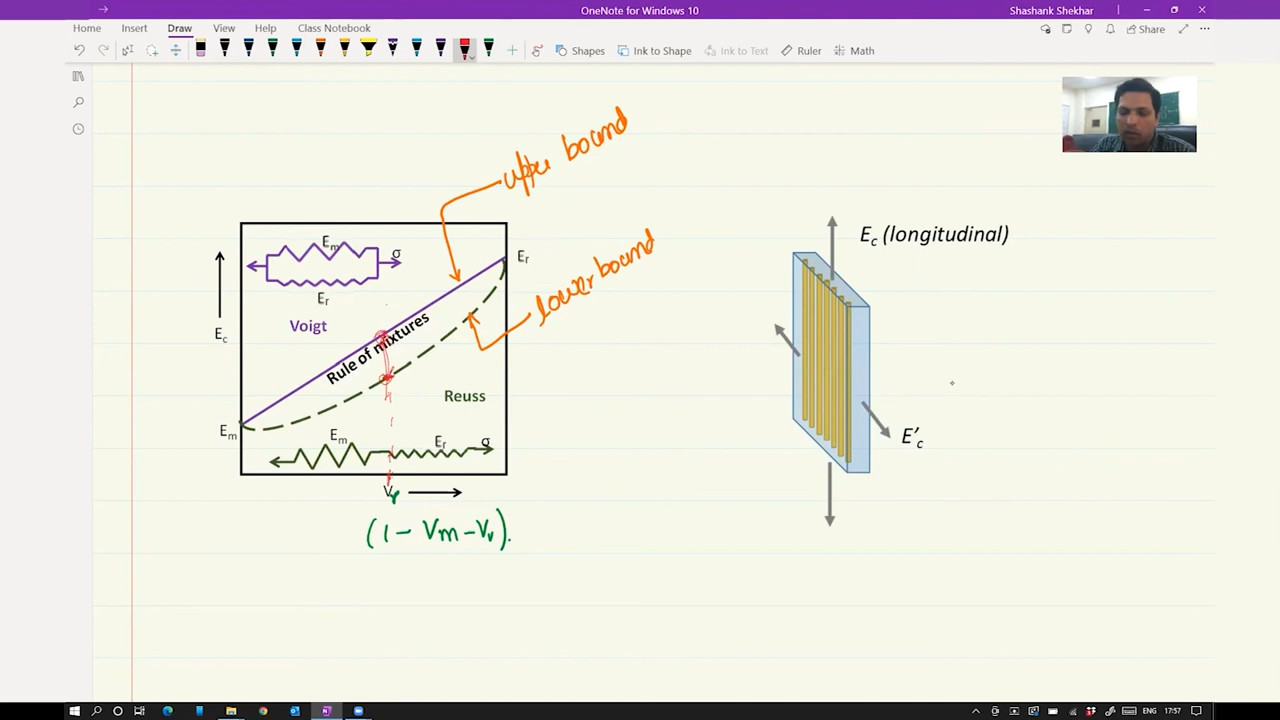 OneNote for Windows 10
Shashank Shekhar
Home Insert Draw View Help Class Notebook
Share
Shapes Ink to Shape Ink to Text Ruler Math
upper bound
lower bound
Em
σ
Er
Voigt
Er
Ec
Rule of mixtures
Reuss
Em
Em Er σ
Vr
(1 - Vm - Vv).
Ec (longitudinal)
E'c
ENG 17:57